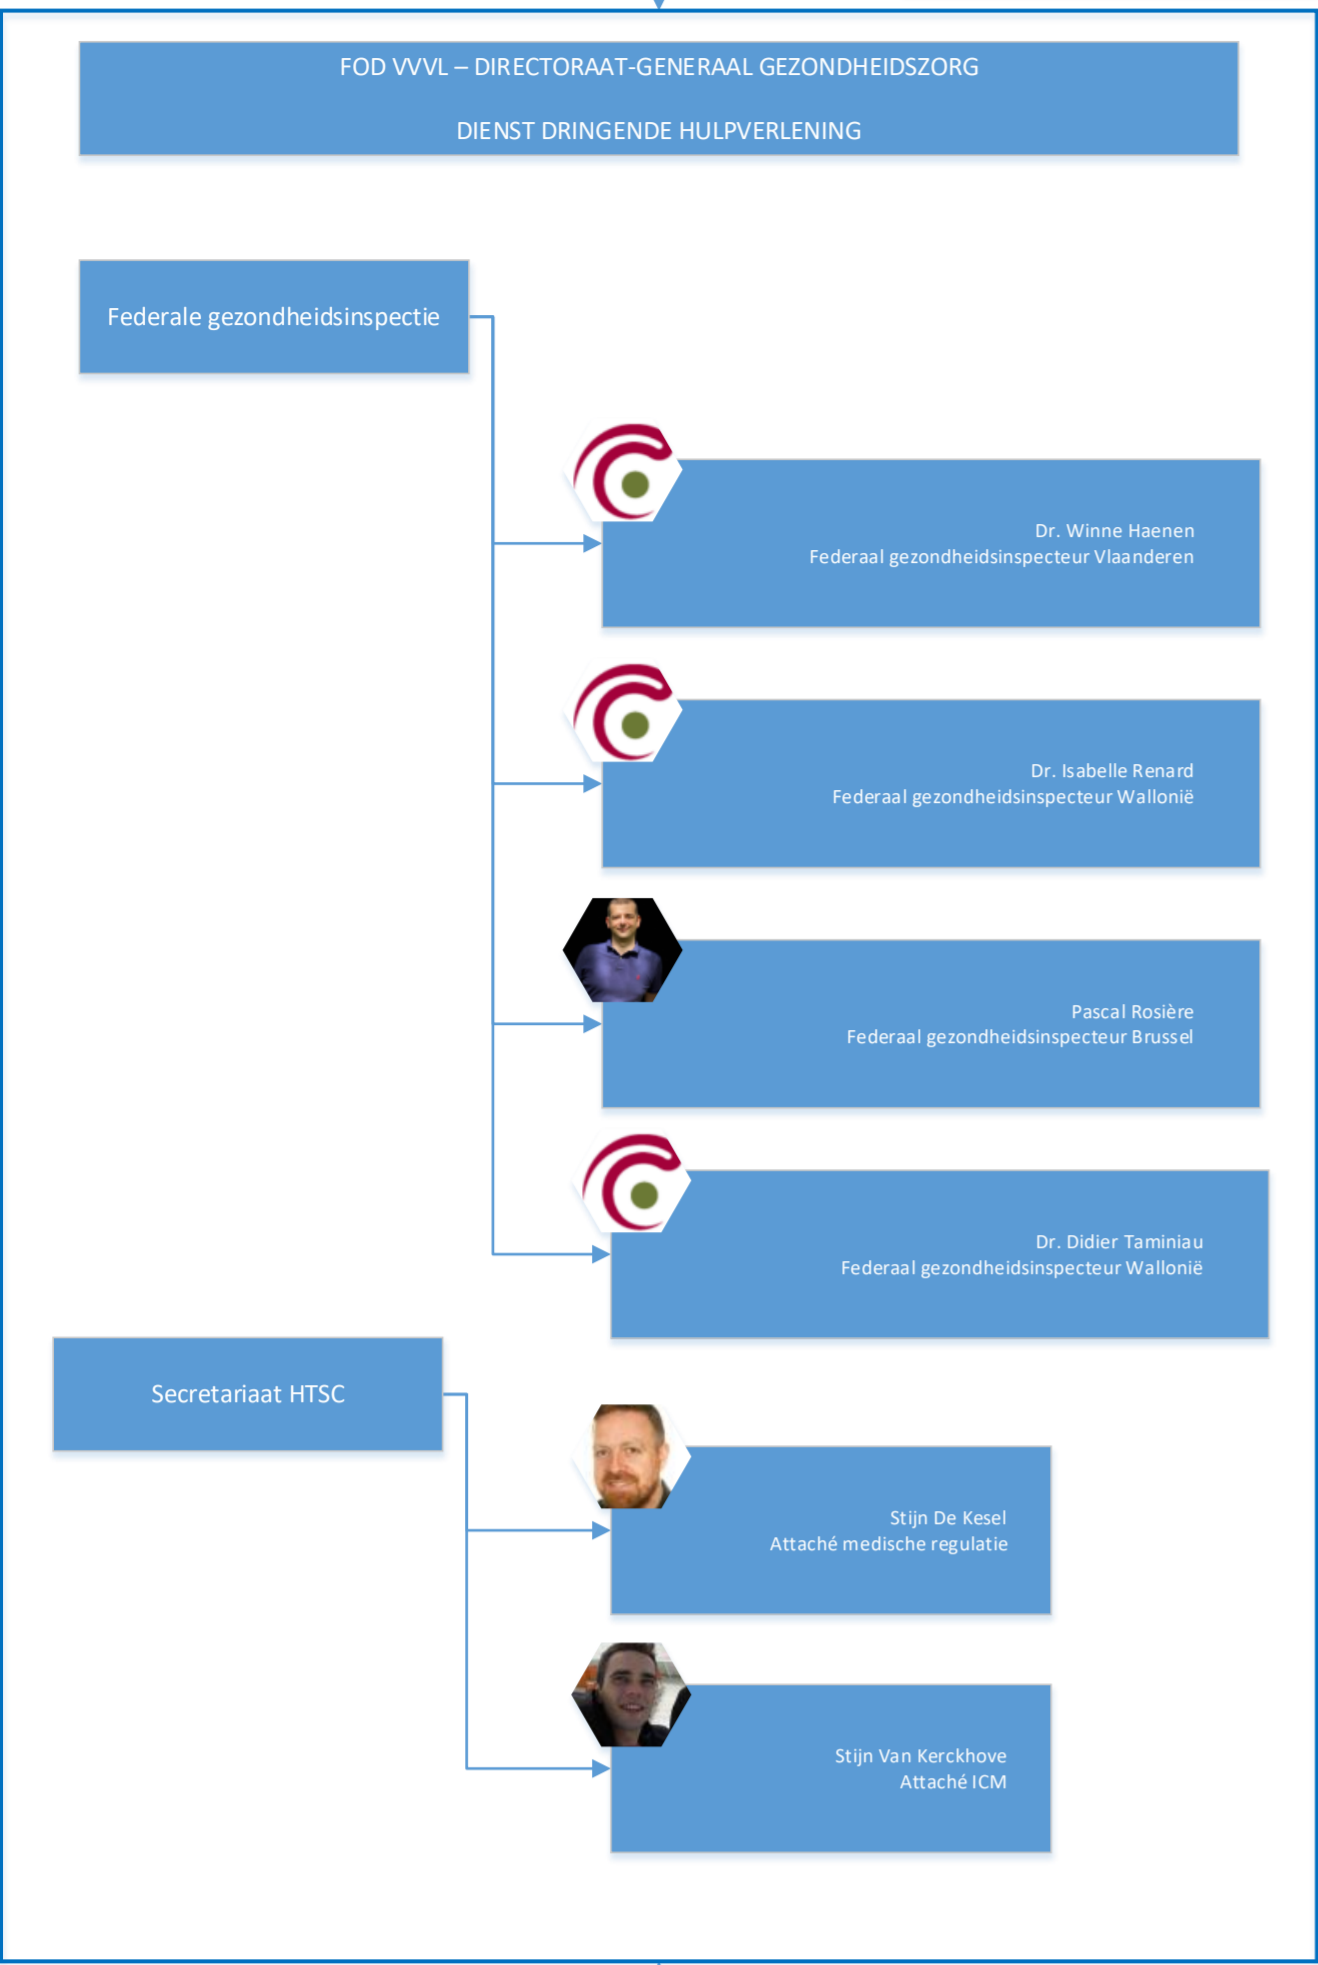 FOD VVVL – DIRECTORAAT-GENERAAL GEZONDHEIDSZORG
DIENST DRINGENDE HULPVERLENING
Federale gezondheidsinspectie
Dr. Winne Haenen
Federaal gezondheidsinspecteur Vlaanderen
Dr. Isabelle Renard
Federaal gezondheidsinspecteur Wallonië
Pascal Rosière
Federaal gezondheidsinspecteur Brussel
Dr. Didier Taminiau
Federaal gezondheidsinspecteur Wallonië
Secretariaat HTSC
Stijn De Kesel
Attaché medische regulatie
Stijn Van Kerckhove
Attaché ICM